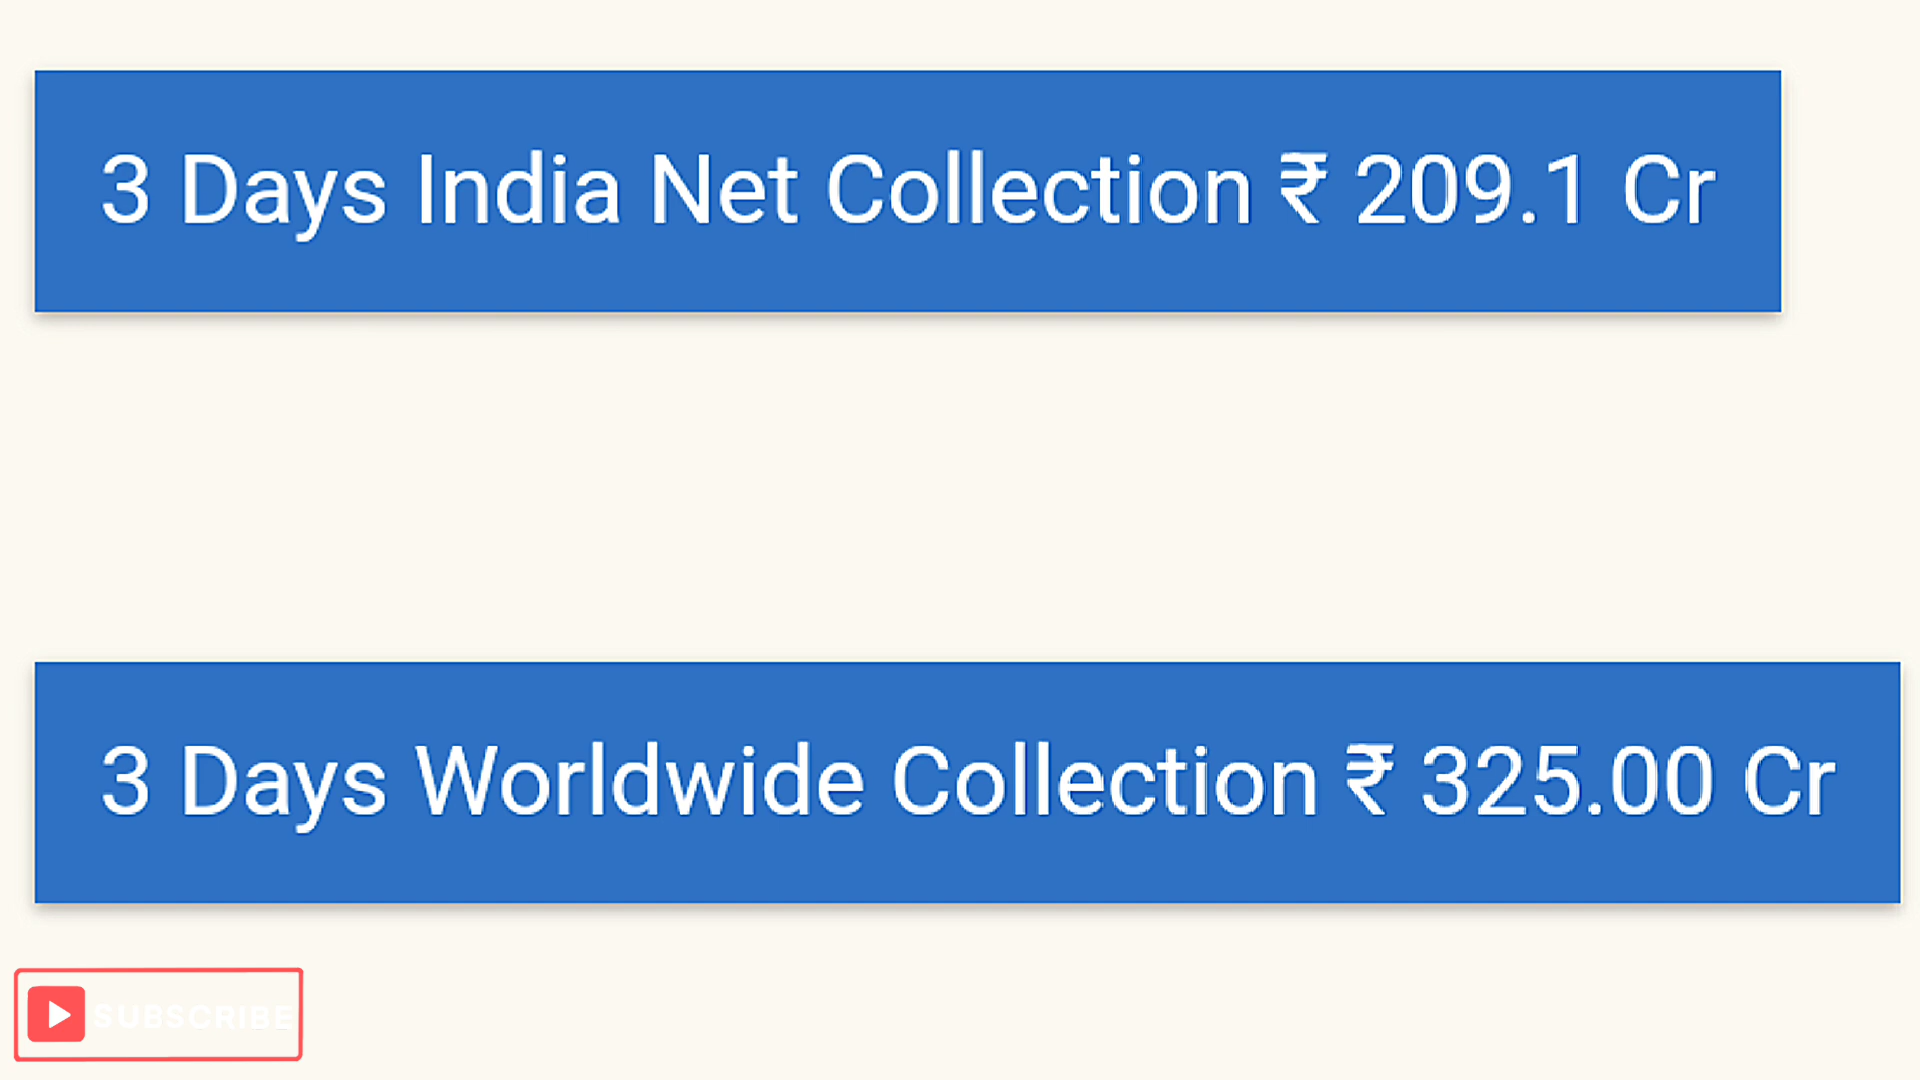 3 Days India Net Collection ₹ 209.1 Cr
3 Days Worldwide Collection ₹ 325.00 Cr
SUBSCRIBE